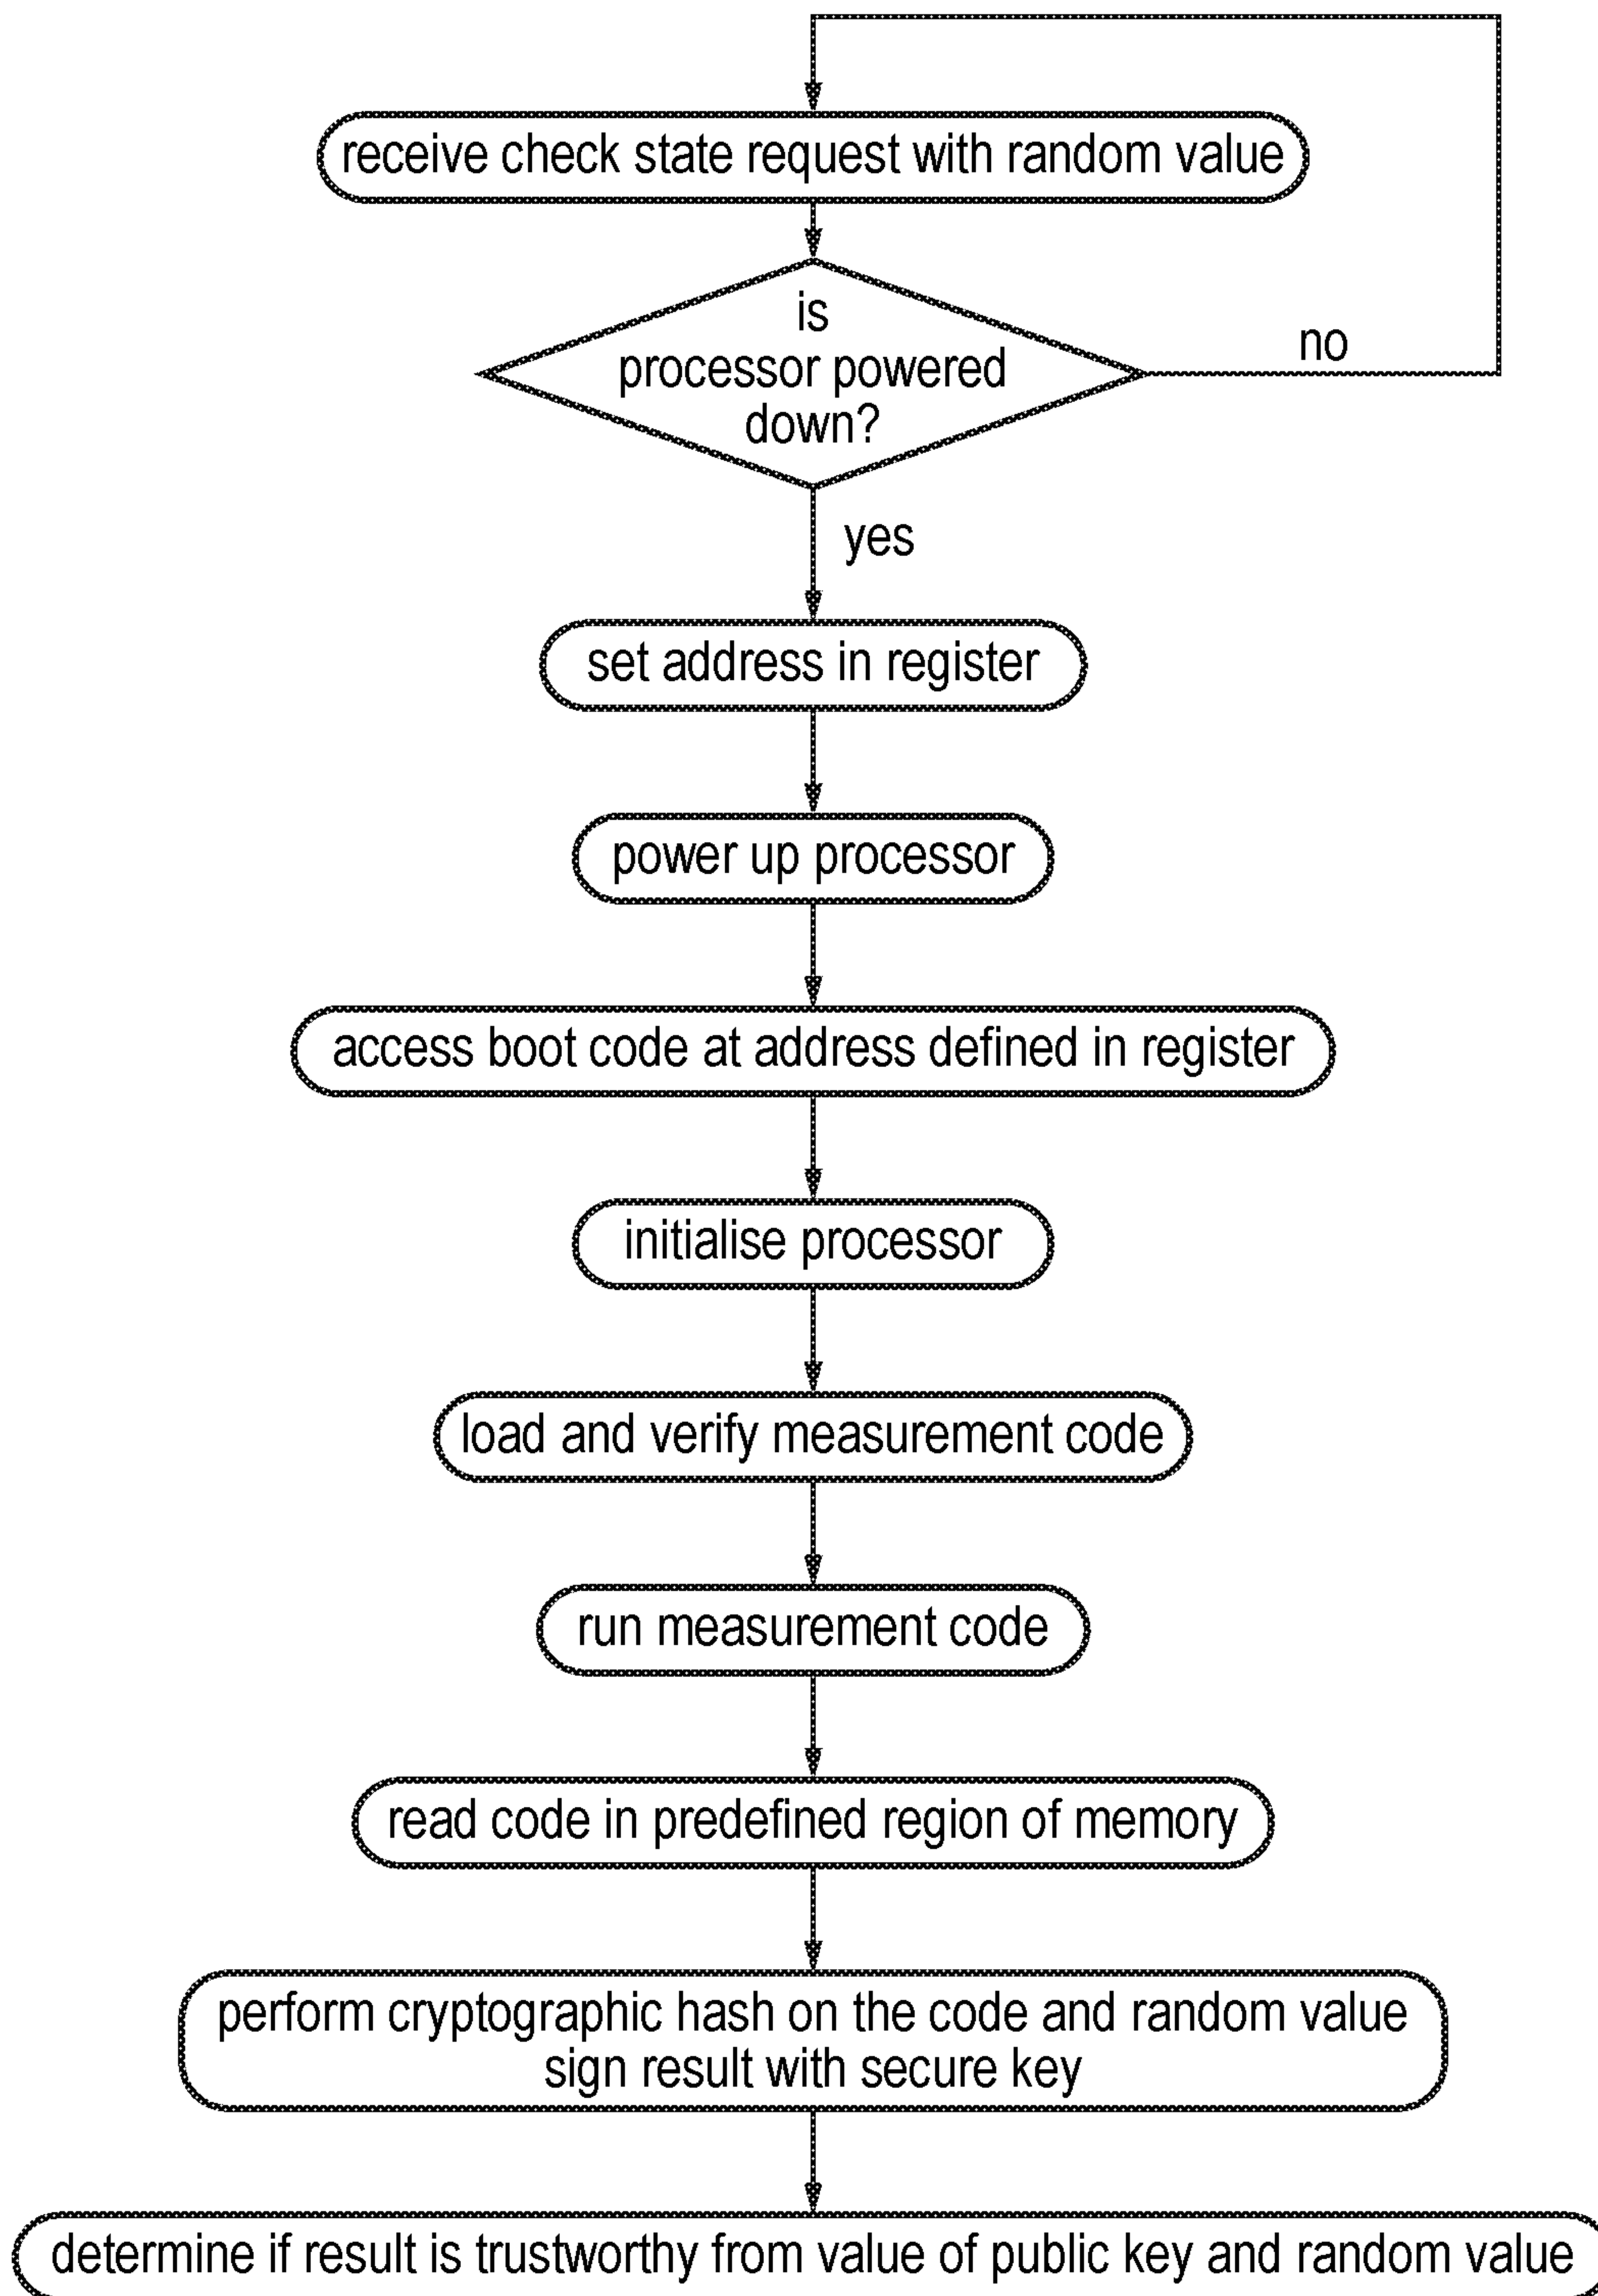 receive check state request with random value
is
processor powered
down?
no
yes
set address in register
power up processor
access boot code at address defined in register
initialise processor
load and verify measurement code
run measurement code
read code in predefined region of memory
perform cryptographic hash on the code and random value
sign result with secure key
determine if result is trustworthy from value of public key and random value